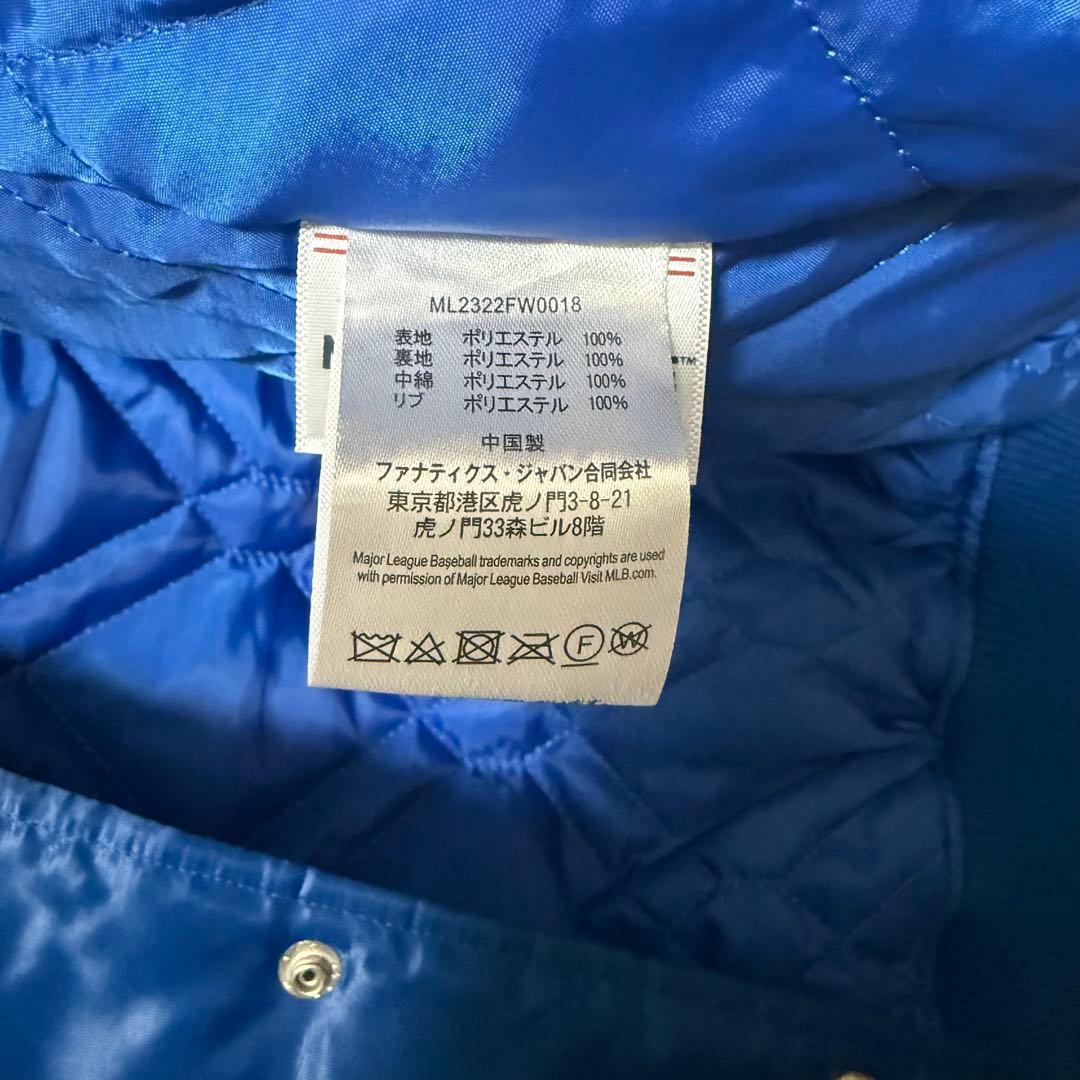 ML2322FW0018
表地 ポリエステル 100%
裏地 ポリエステル 100%
中綿 ポリエステル 100%
リブ ポリエステル 100%
中国製
ファナティクス・ジャパン合同会社
東京都港区虎ノ門3-8-21
虎ノ門33森ビル8階
Major League Baseball trademarks and copyrights are used
with permission of Major League Baseball Visit MLB.com.
F W